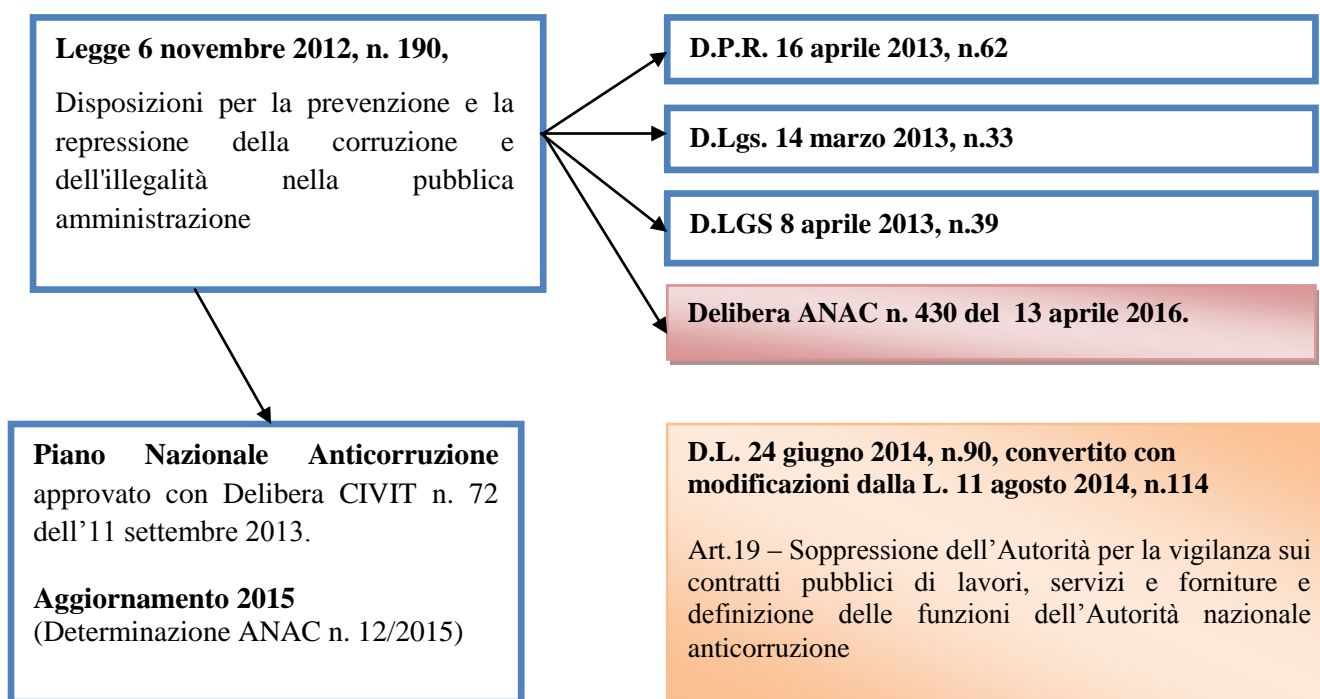 Legge 6 novembre 2012, n. 190,
Disposizioni per la prevenzione e la
repressione della corruzione e
dell'illegalità nella pubblica
amministrazione
D.P.R. 16 aprile 2013, n.62
D.Lgs. 14 marzo 2013, n.33
D.LGS 8 aprile 2013, n.39
Delibera ANAC n. 430 del 13 aprile 2016.
Piano Nazionale Anticorruzione
approvato con Delibera CIVIT n. 72
dell’11 settembre 2013.
Aggiornamento 2015
(Determinazione ANAC n. 12/2015)
D.L. 24 giugno 2014, n.90, convertito con
modificazioni dalla L. 11 agosto 2014, n.114
Art.19 – Soppressione dell’Autorità per la vigilanza sui
contratti pubblici di lavori, servizi e forniture e
definizione delle funzioni dell’Autorità nazionale
anticorruzione